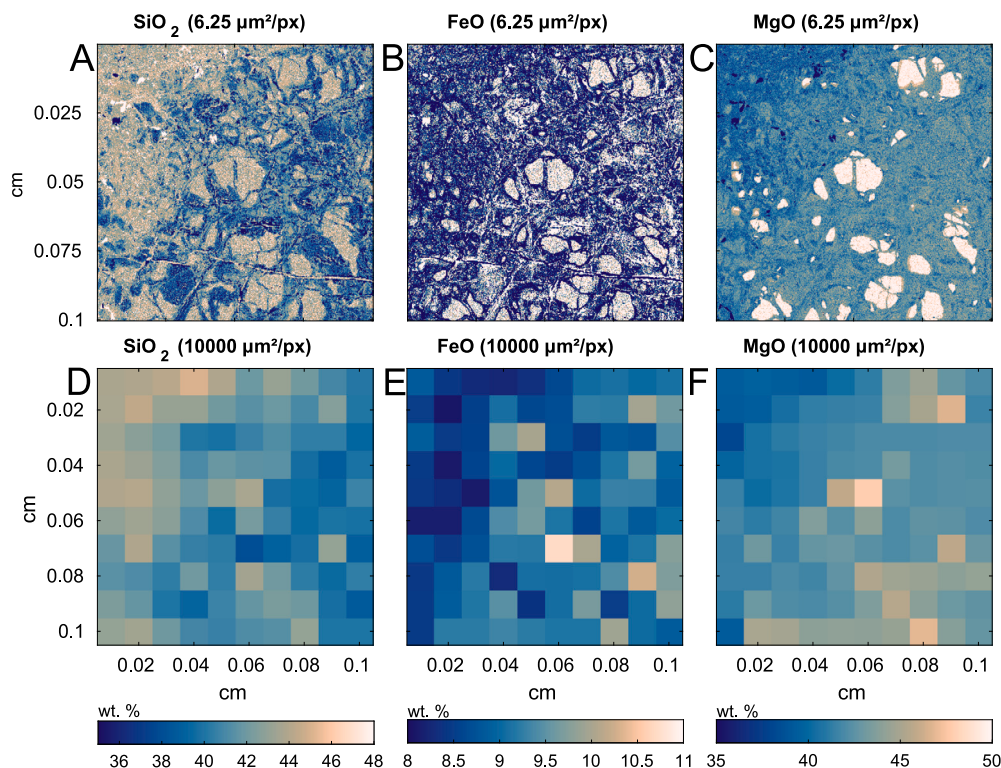 SiO₂ (6.25 µm²/px) FeO (6.25 µm²/px) MgO (6.25 µm²/px)
A B C
0.025
0.05
0.075
0.1
cm
SiO₂ (10000 µm²/px) FeO (10000 µm²/px) MgO (10000 µm²/px)
D E F
0.02
0.04
0.06
0.08
0.1
cm
0.02 0.04 0.06 0.08 0.1 0.02 0.04 0.06 0.08 0.1 0.02 0.04 0.06 0.08 0.1
cm cm cm
wt. % wt. % wt. %
36 38 40 42 44 46 48 8 8.5 9 9.5 10 10.5 11 35 40 45 50